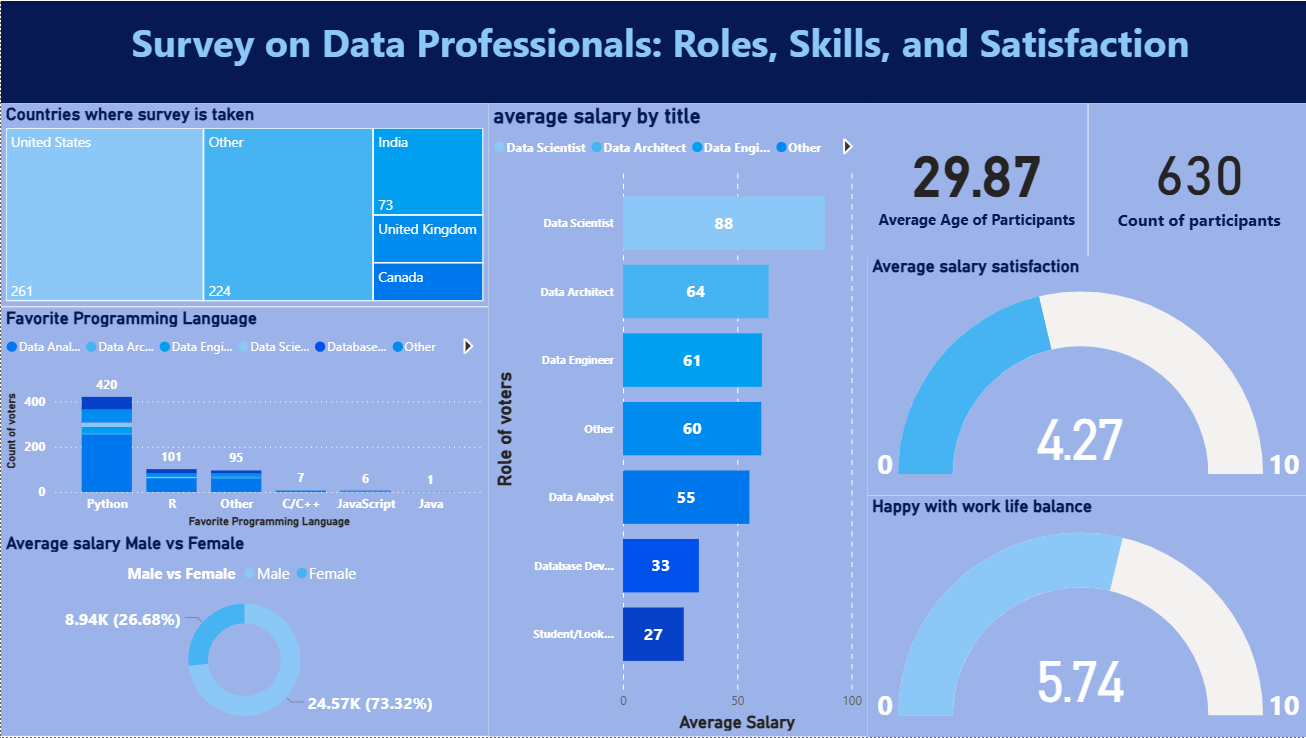 Survey on Data Professionals: Roles, Skills, and Satisfaction
Countries where survey is taken
United States
261
Other
224
India
73
United Kingdom
Canada
Favorite Programming Language
Data Anal... Data Arc... Data Engi... Data Scie... Database... Other
Count of voters
400
200
0
420
101
95
7
6
1
Python R Other C/C++ JavaScript Java
Favorite Programming Language
Average salary Male vs Female
Male vs Female Male Female
8.94K (26.68%)
24.57K (73.32%)
average salary by title
Data Scientist Data Architect Data Engi... Other
Role of voters
Data Scientist 88
Data Architect 64
Data Engineer 61
Other 60
Data Analyst 55
Database Dev... 33
Student/Look... 27
0 50 100
Average Salary
29.87
Average Age of Participants
630
Count of participants
Average salary satisfaction
4.27
0 10
Happy with work life balance
5.74
0 10